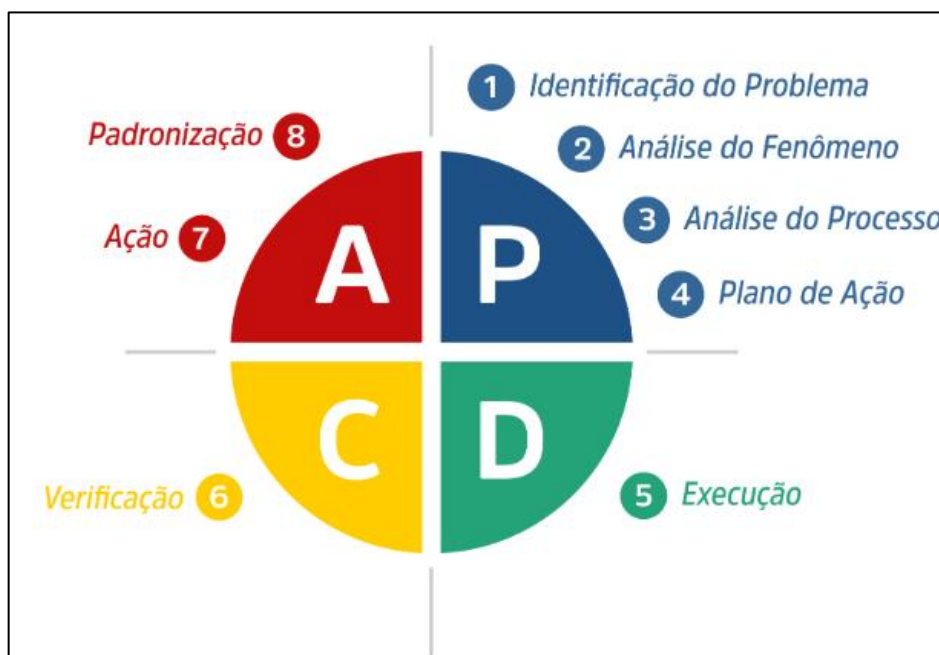 1 Identificação do Problema
2 Análise do Fenômeno
3 Análise do Processo
4 Plano de Ação
Padronização 8
Ação 7
A P
C D
Verificação 6
5 Execução